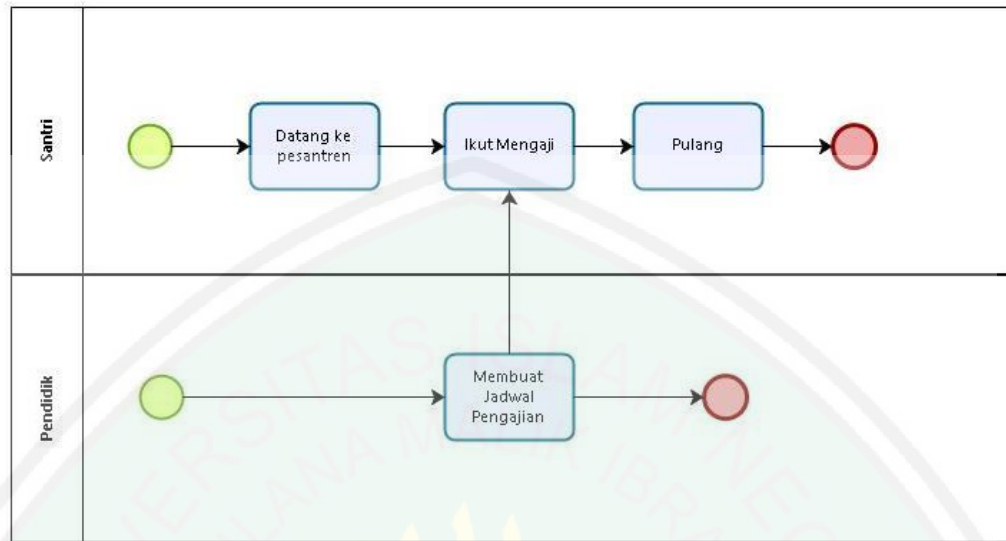 Santri
Datang ke
pesantren
Ikut Mengaji
Pulang
Pendidik
Membuat
Jadwal
Pengajian